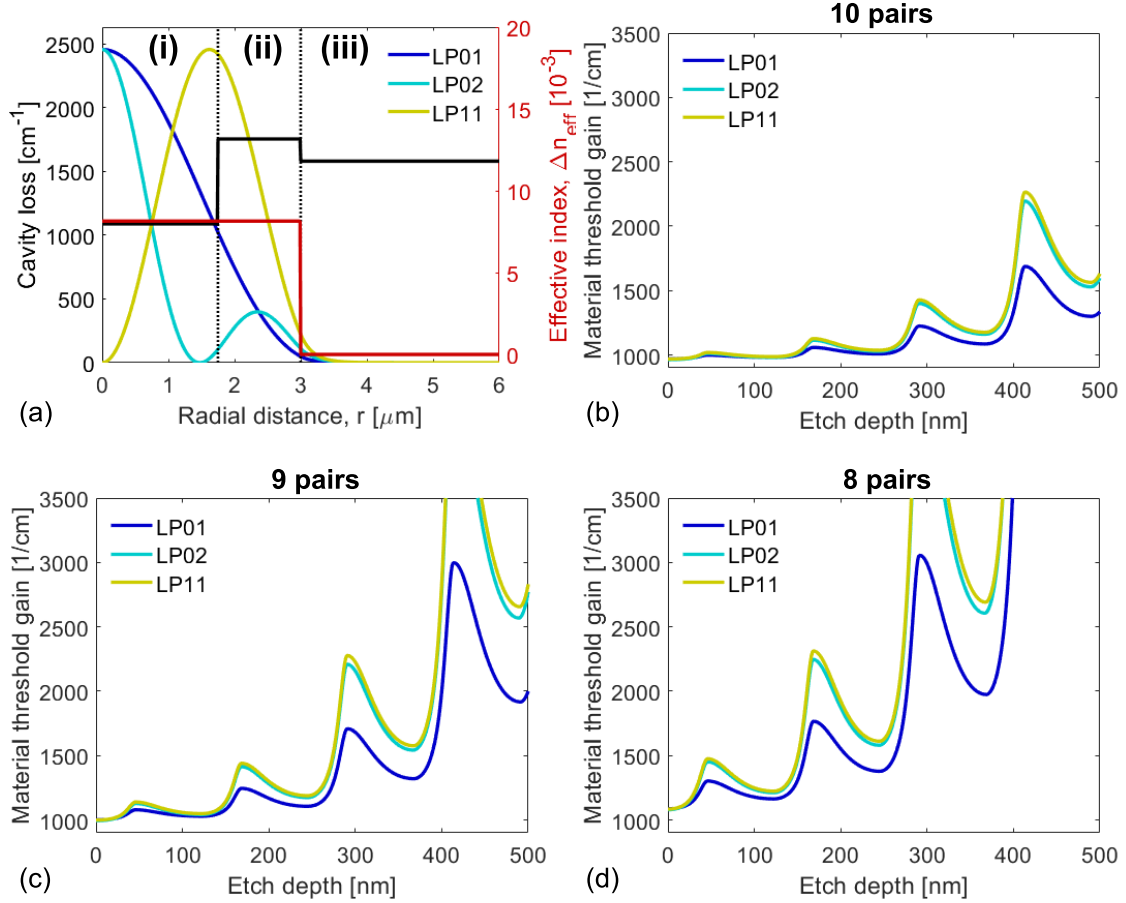 10 pairs
(i) (ii) (iii)
LP01
LP02
LP11
0 500 1000 1500 2000 2500
Cavity loss [cm⁻¹]
0 5 10 15 20
Effective index, Δn_eff [10⁻³]
0 1 2 3 4 5 6
Radial distance, r [μm]
(a)
LP01
LP02
LP11
1000 1500 2000 2500 3000 3500
Material threshold gain [1/cm]
0 100 200 300 400 500
Etch depth [nm]
(b)
9 pairs
LP01
LP02
LP11
1000 1500 2000 2500 3000 3500
Material threshold gain [1/cm]
0 100 200 300 400 500
Etch depth [nm]
(c)
8 pairs
LP01
LP02
LP11
1000 1500 2000 2500 3000 3500
Material threshold gain [1/cm]
0 100 200 300 400 500
Etch depth [nm]
(d)